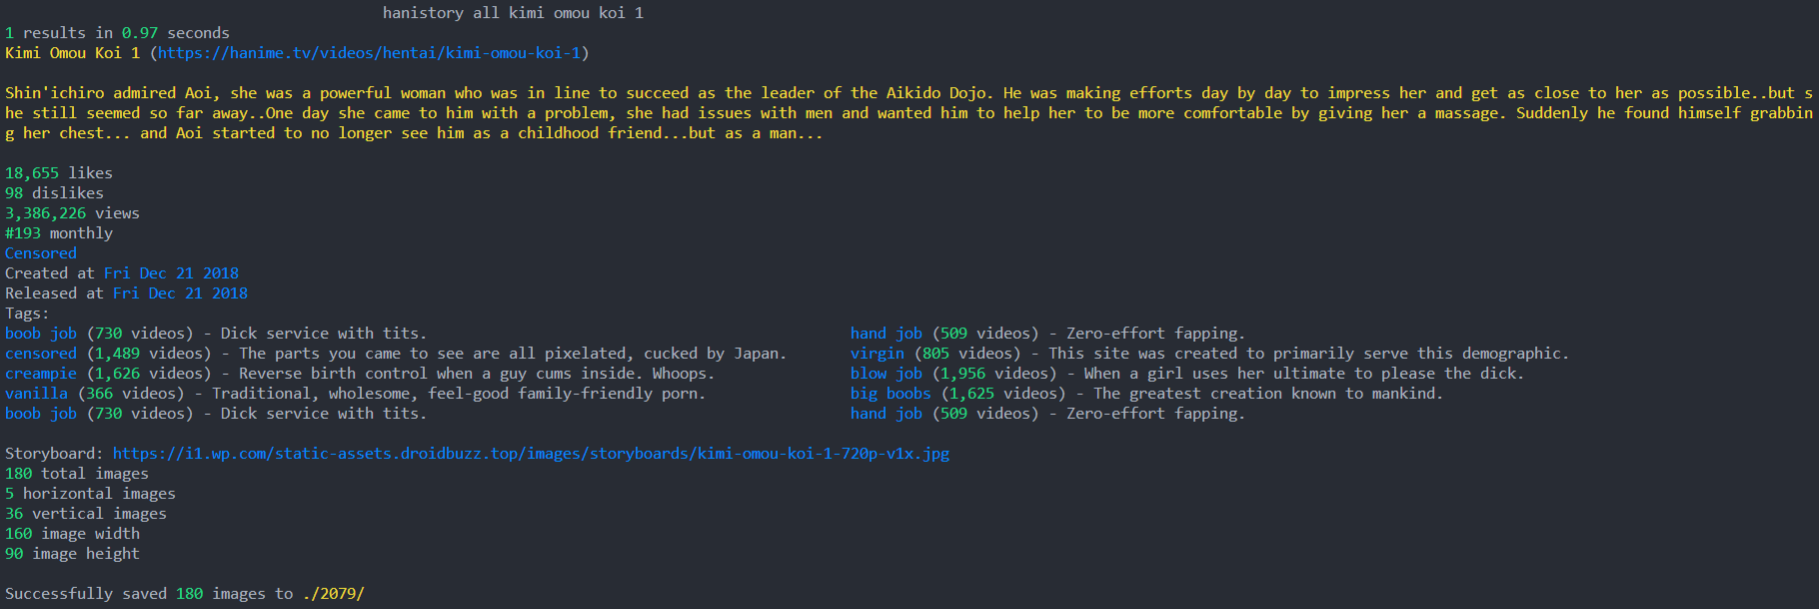 hanistory all kimi omou koi 1
1 results in 0.97 seconds
Kimi Omou Koi 1 (https://hanime.tv/videos/hentai/kimi-omou-koi-1)
Shin'ichiro admired Aoi, she was a powerful woman who was in line to succeed as the leader of the Aikido Dojo. He was making efforts day by day to impress her and get as close to her as possible..but s
he still seemed so far away..One day she came to him with a problem, she had issues with men and wanted him to help her to be more comfortable by giving her a massage. Suddenly he found himself grabbin
g her chest... and Aoi started to no longer see him as a childhood friend...but as a man...
18,655 likes
98 dislikes
3,386,226 views
#193 monthly
Censored
Created at Fri Dec 21 2018
Released at Fri Dec 21 2018
Tags:
boob job (730 videos) - Dick service with tits. hand job (509 videos) - Zero-effort fapping.
censored (1,489 videos) - The parts you came to see are all pixelated, cucked by Japan. virgin (805 videos) - This site was created to primarily serve this demographic.
creampie (1,626 videos) - Reverse birth control when a guy cums inside. Whoops. blow job (1,956 videos) - When a girl uses her ultimate to please the dick.
vanilla (366 videos) - Traditional, wholesome, feel-good family-friendly porn. big boobs (1,625 videos) - The greatest creation known to mankind.
boob job (730 videos) - Dick service with tits. hand job (509 videos) - Zero-effort fapping.
Storyboard: https://i1.wp.com/static-assets.droidbuzz.top/images/storyboards/kimi-omou-koi-1-720p-v1x.jpg
180 total images
5 horizontal images
36 vertical images
160 image width
90 image height
Successfully saved 180 images to ./2079/